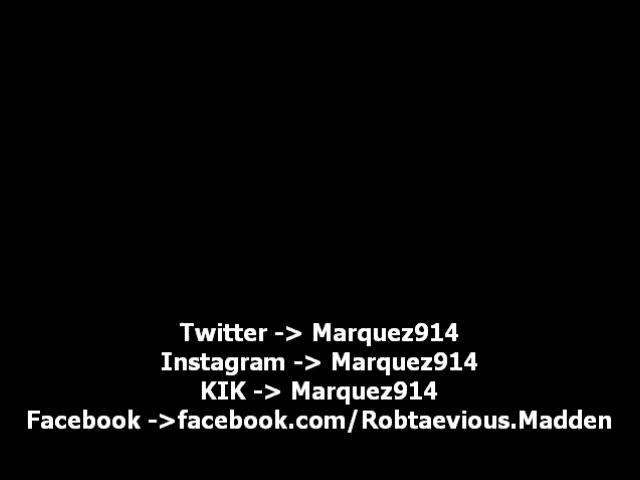 Twitter -> Marquez914
Instagram -> Marquez914
KIK -> Marquez914
Facebook ->facebook.com/Robtaevious.Madden